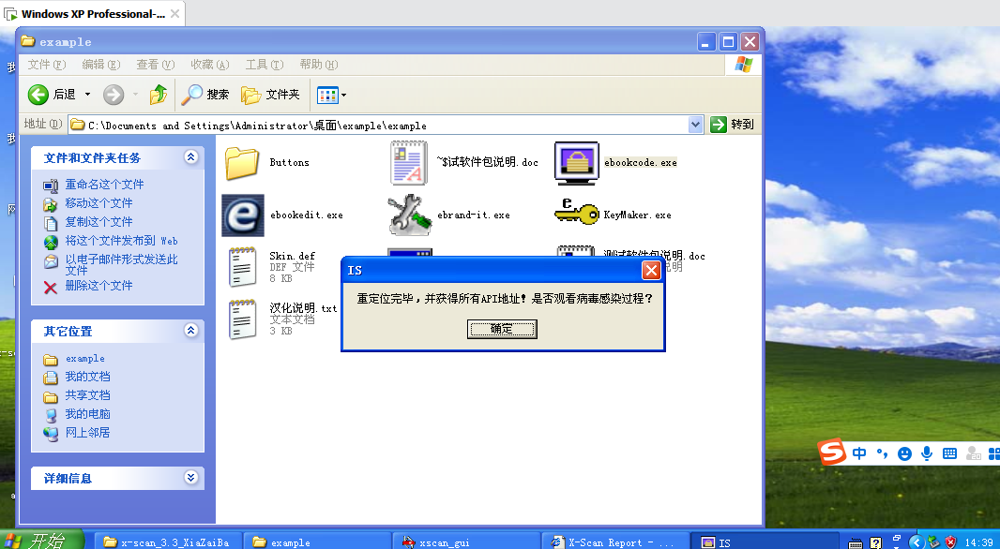 Windows XP Professional-...
example
文件(F) 编辑(E) 查看(V) 收藏(A) 工具(T) 帮助(H)
后退 搜索 文件夹
地址(D) C:\Documents and Settings\Administrator\桌面\example\example 转到
文件和文件夹任务
重命名这个文件
移动这个文件
复制这个文件
将这个文件发布到 Web
以电子邮件形式发送此
文件
删除这个文件
其它位置
example
我的文档
共享文档
我的电脑
网上邻居
详细信息
Buttons
~$试软件包说明.doc
ebookcode.exe
ebookedit.exe
ebrand-it.exe
KeyMaker.exe
Skin.def
DEF 文件
8 KB
测试软件包说明.doc
说明
汉化说明.txt
文本文档
3 KB
IS
重定位完毕，并获得所有API地址！是否观看病毒感染过程？
确定
中
开始
x-scan_3.3_XiaZaiBa
example
xscan_gui
X-Scan Report - ...
IS
14:39